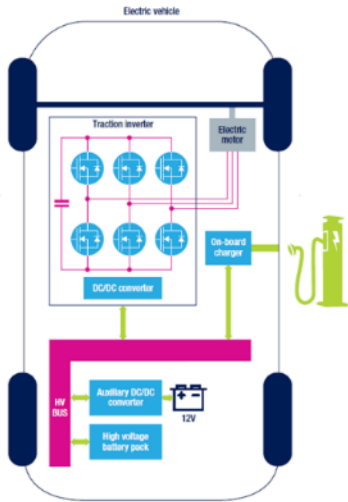 Electric vehicle
Traction inverter
Electric
motor
On-board
charger
DC/DC converter
HV
BUS
Auxiliary DC/DC
converter
12V
High voltage
battery pack